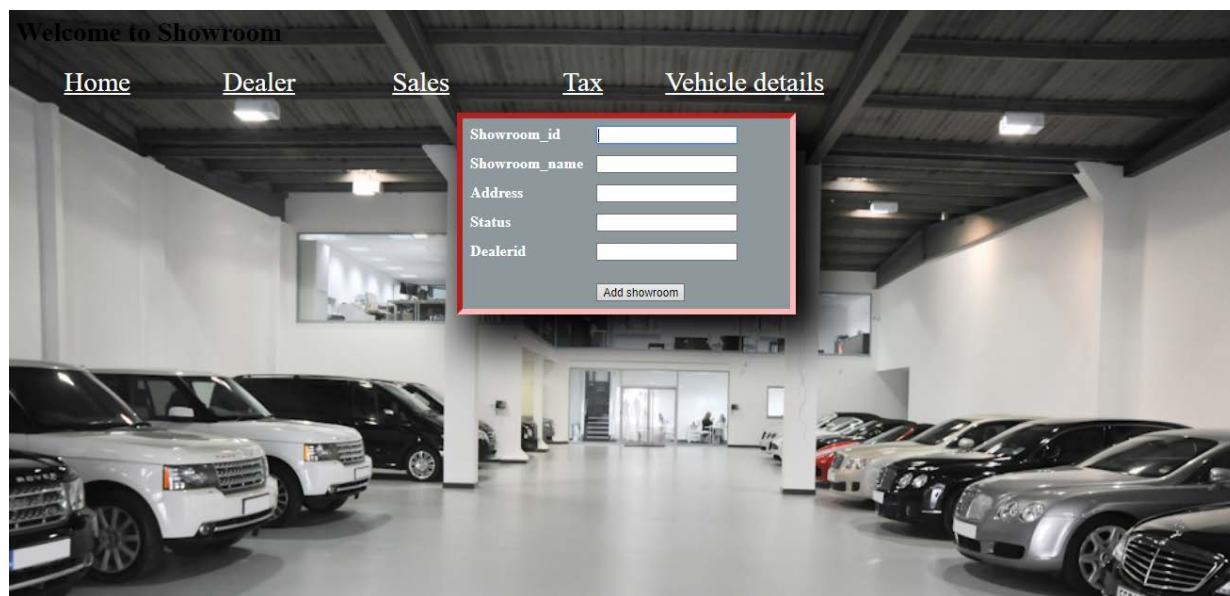 Welcome to Showroom
Home Dealer Sales Tax Vehicle details
Showroom_id
Showroom_name
Address
Status
Dealerid
Add showroom